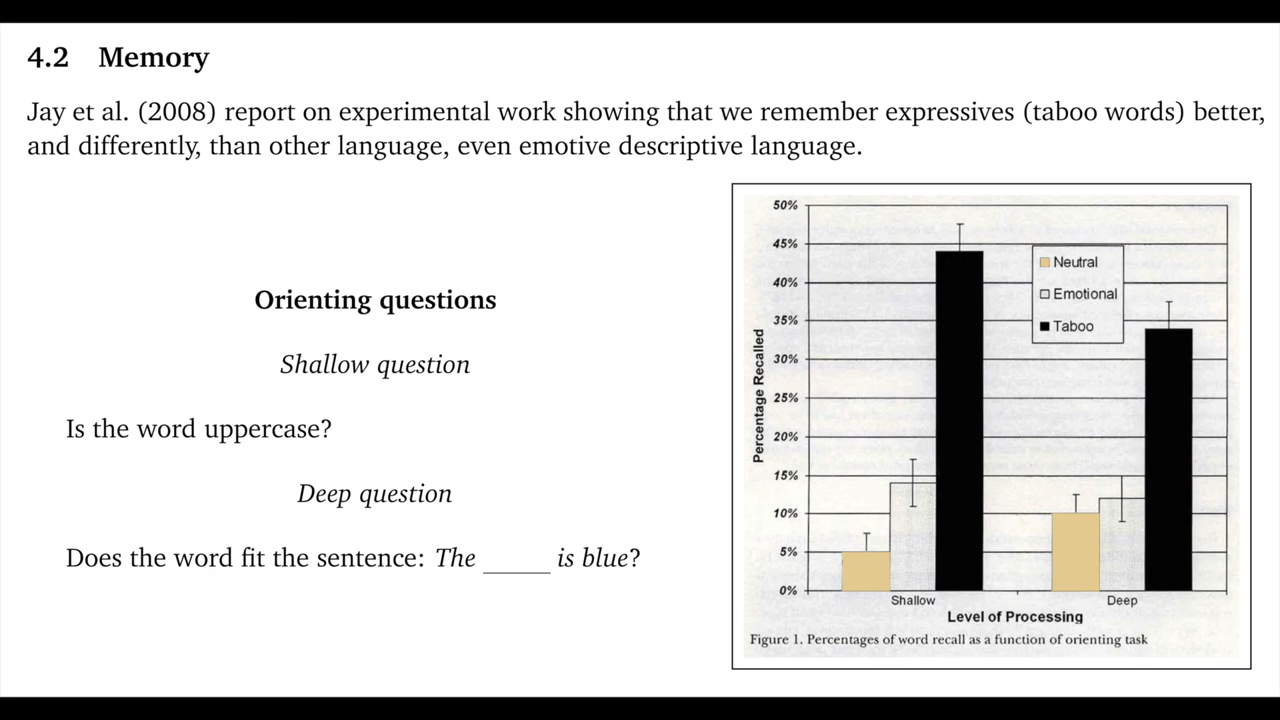 4.2 Memory
Jay et al. (2008) report on experimental work showing that we remember expressives (taboo words) better,
and differently, than other language, even emotive descriptive language.
Orienting questions
Shallow question
Is the word uppercase?
Deep question
Does the word fit the sentence: The _____ is blue?
50%
45%
40%
35%
30%
25%
20%
15%
10%
5%
0%
Percentage Recalled
Neutral
Emotional
Taboo
Shallow
Deep
Level of Processing
Figure 1. Percentages of word recall as a function of orienting task